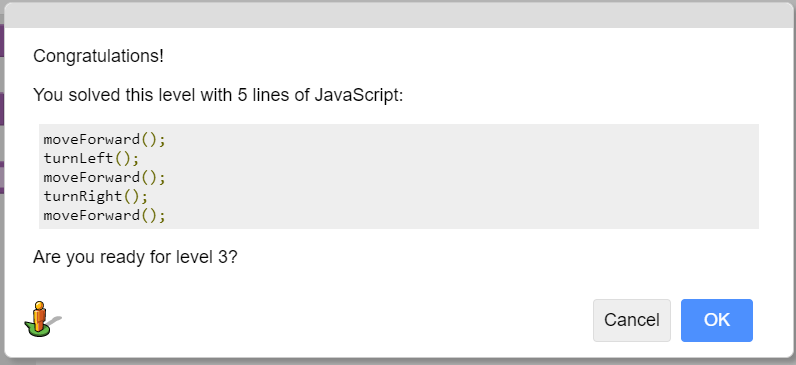 Congratulations!
You solved this level with 5 lines of JavaScript:
moveForward();
turnLeft();
moveForward();
turnRight();
moveForward();
Are you ready for level 3?
Cancel
OK